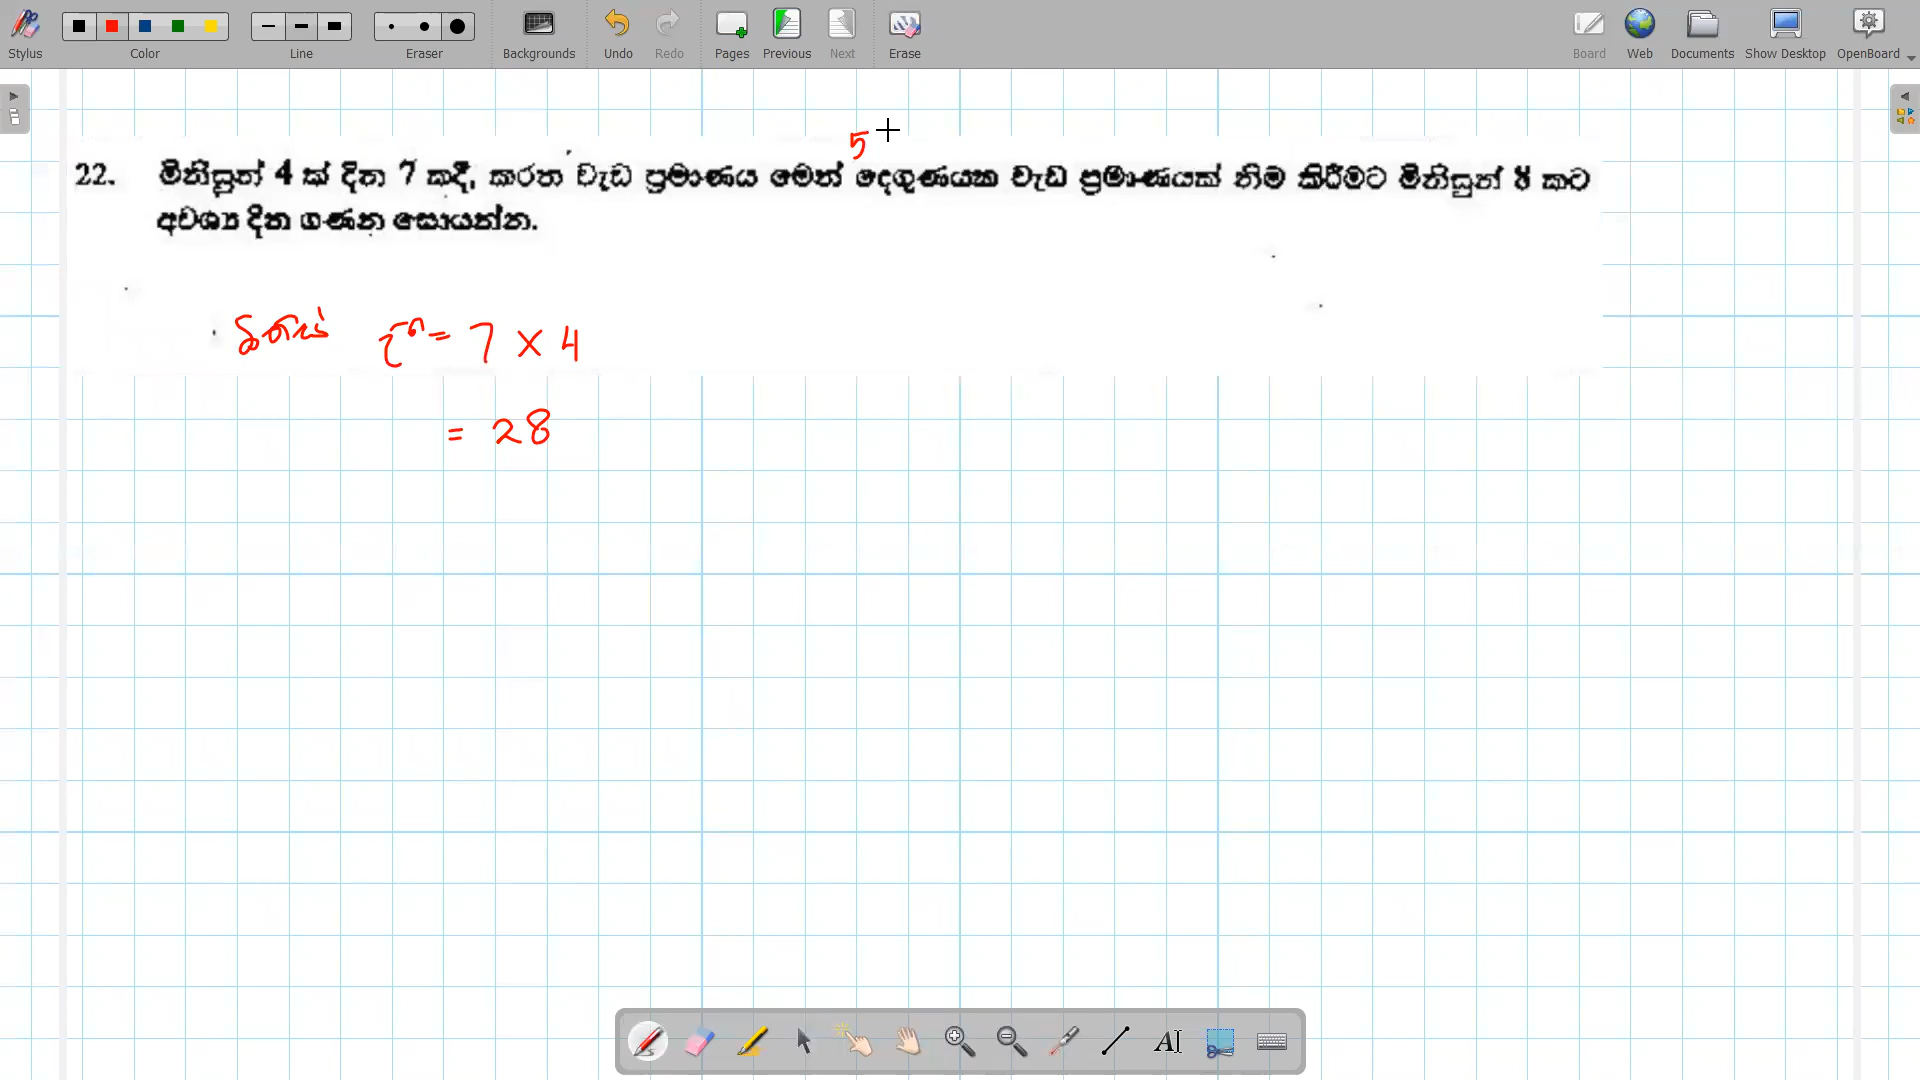 Stylus Color Line Eraser Backgrounds Undo Redo Pages Previous Next Erase Board Web Documents Show Desktop OpenBoard
5
22. මිනිසුන් 4 ක් දින 7 කදී, කරන වැඩ ප්‍රමාණය මෙන් දෙගුණයක වැඩ ප්‍රමාණයක් නිම කිරීමට මිනිසුන් 8 කට
අවශ්‍ය දින ගණන සොයන්න.
= 7 × 4
= 28